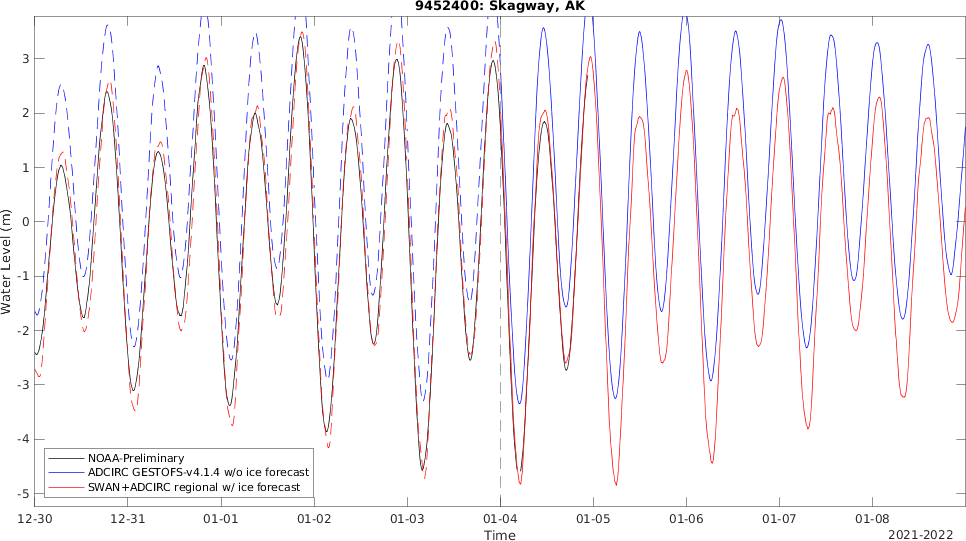 9452400: Skagway, AK
Water Level (m)
3
2
1
0
-1
-2
-3
-4
-5
NOAA-Preliminary
ADCIRC GESTOFS-v4.1.4 w/o ice forecast
SWAN+ADCIRC regional w/ ice forecast
12-30 12-31 01-01 01-02 01-03 01-04 01-05 01-06 01-07 01-08
Time
2021-2022